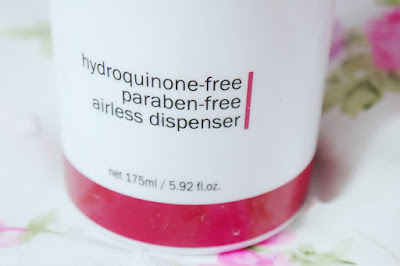 hydroquinone-free
paraben-free
airless dispenser
net 175ml / 5.92 fl.oz.